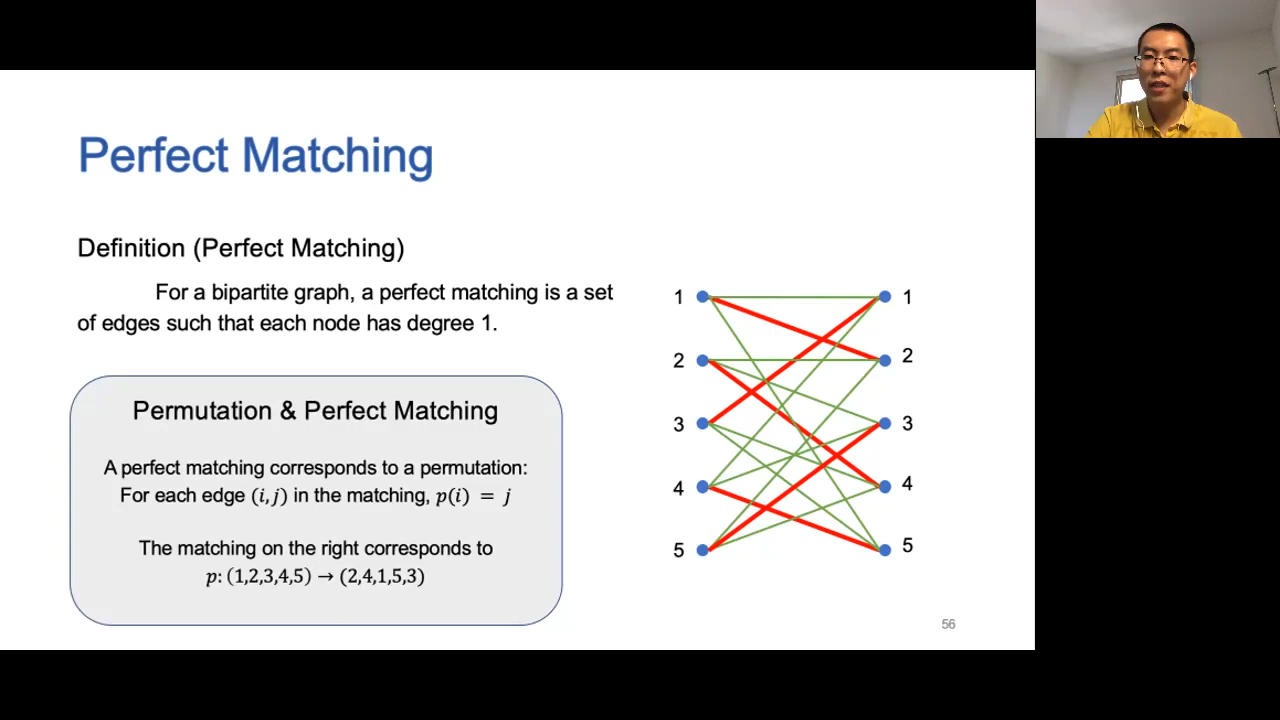 Perfect Matching
Definition (Perfect Matching)
For a bipartite graph, a perfect matching is a set
of edges such that each node has degree 1.
Permutation & Perfect Matching
A perfect matching corresponds to a permutation:
For each edge (i, j) in the matching, p(i) = j
The matching on the right corresponds to
p: (1,2,3,4,5) → (2,4,1,5,3)
1 1
2 2
3 3
4 4
5 5
56